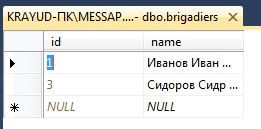 KRAYUD-ПК\MESSAP....- dbo.brigadiers
id name
1 Иванов Иван ...
3 Сидоров Сидр ...
NULL NULL